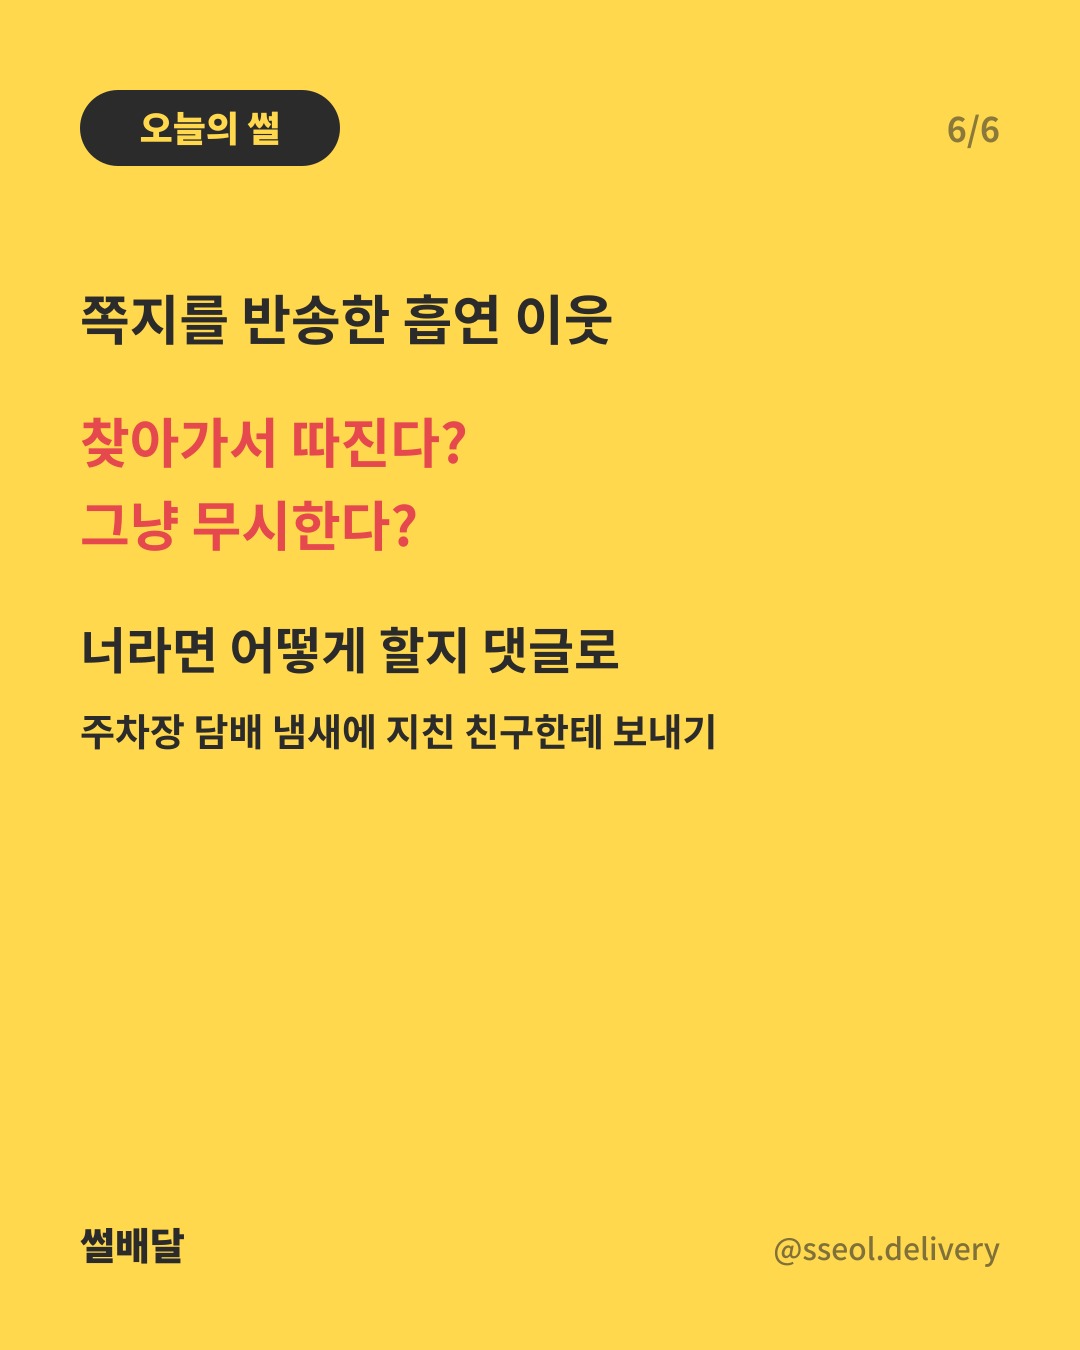 오늘의 썰
6/6
쪽지를 반송한 흡연 이웃
찾아가서 따진다?
그냥 무시한다?
너라면 어떻게 할지 댓글로
주차장 담배 냄새에 지친 친구한테 보내기
썰배달
@sseol.delivery